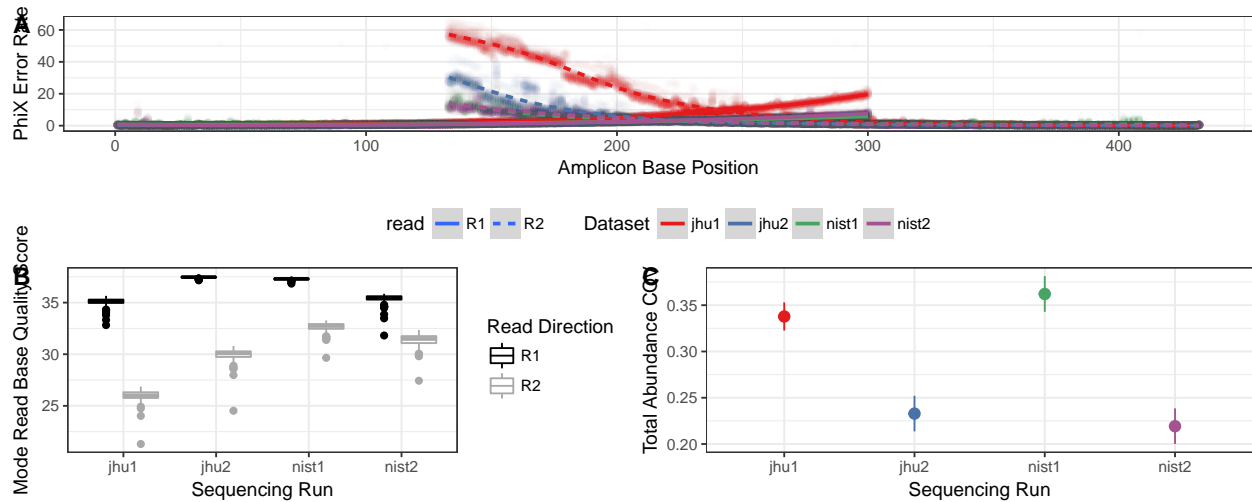 A
PhiX Error Rate
60
40
20
0
0 100 200 300 400
Amplicon Base Position
read R1 R2 Dataset jhu1 jhu2 nist1 nist2
B
Mode Read Base Quality Score
35
30
25
jhu1 jhu2 nist1 nist2
Sequencing Run
Read Direction
R1
R2
C
Total Abundance COV
0.35
0.30
0.25
0.20
jhu1 jhu2 nist1 nist2
Sequencing Run